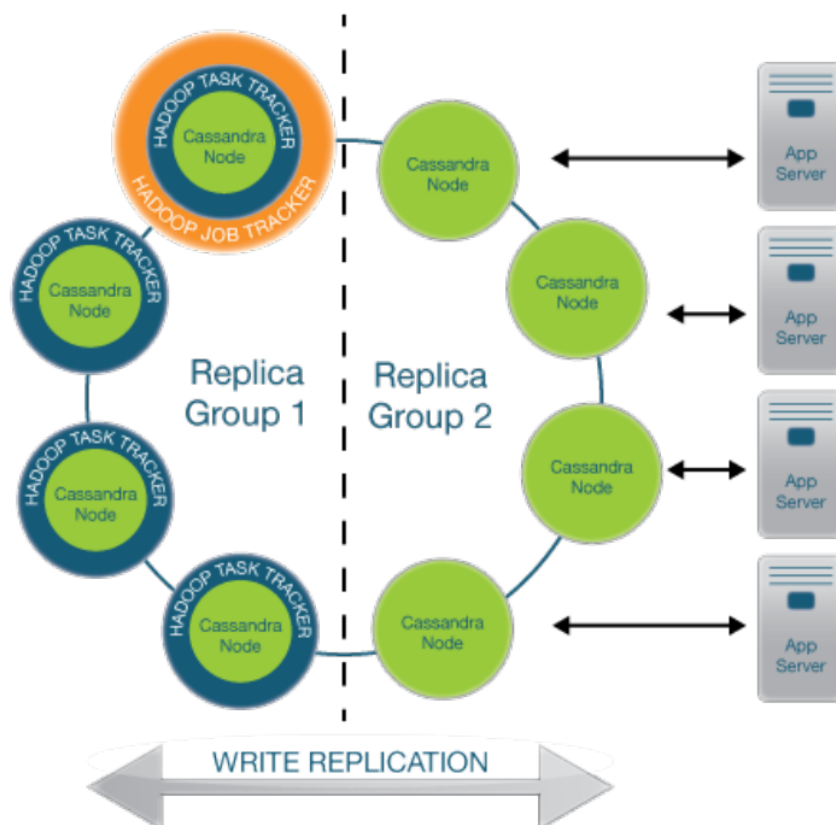 HADOOP TASK TRACKER
Cassandra
Node
HADOOP JOB TRACKER
Cassandra
Node
App
Server
HADOOP TASK TRACKER
Cassandra
Node
Cassandra
Node
App
Server
Replica
Group 1
Replica
Group 2
HADOOP TASK TRACKER
Cassandra
Node
Cassandra
Node
App
Server
HADOOP TASK TRACKER
Cassandra
Node
Cassandra
Node
App
Server
WRITE REPLICATION